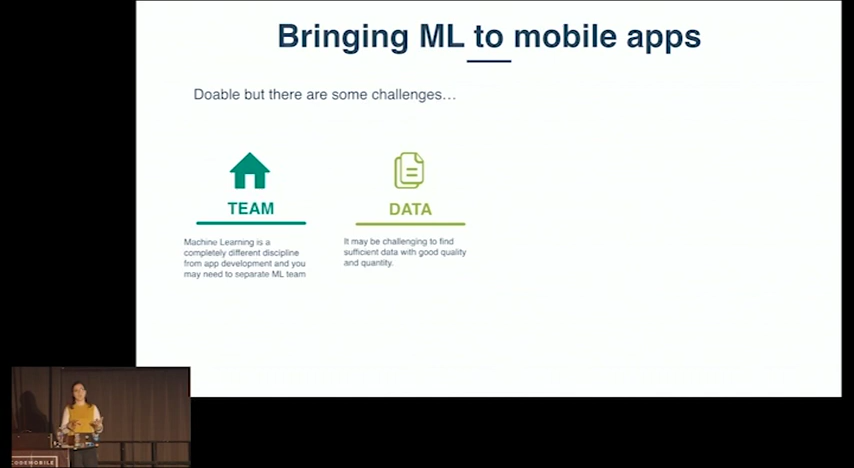 Bringing ML to mobile apps
Doable but there are some challenges…
TEAM
Machine Learning is a
completely different discipline
from app development and you
may need to separate ML team
DATA
It may be challenging to find
sufficient data with good quality
and quantity.
CODEMOBILE